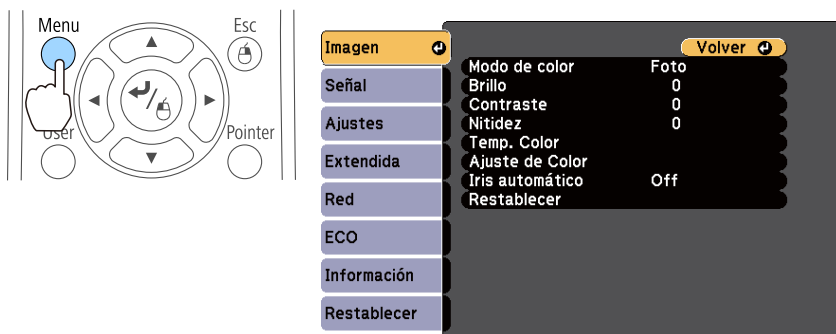 Menu
Esc
User
Pointer
Imagen
Señal
Ajustes
Extendida
Red
ECO
Información
Restablecer
Volver
Modo de color Foto
Brillo 0
Contraste 0
Nitidez 0
Temp. Color
Ajuste de Color
Iris automático Off
Restablecer